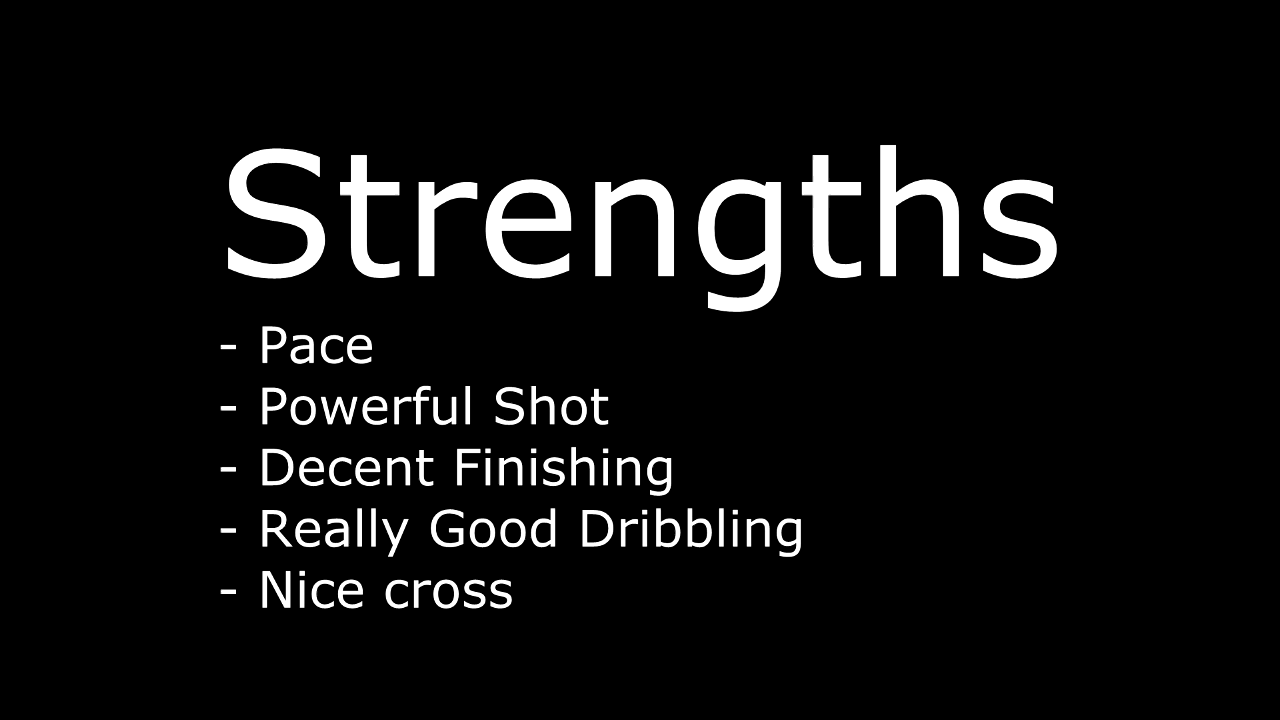 Strengths
- Pace
- Powerful Shot
- Decent Finishing
- Really Good Dribbling
- Nice cross